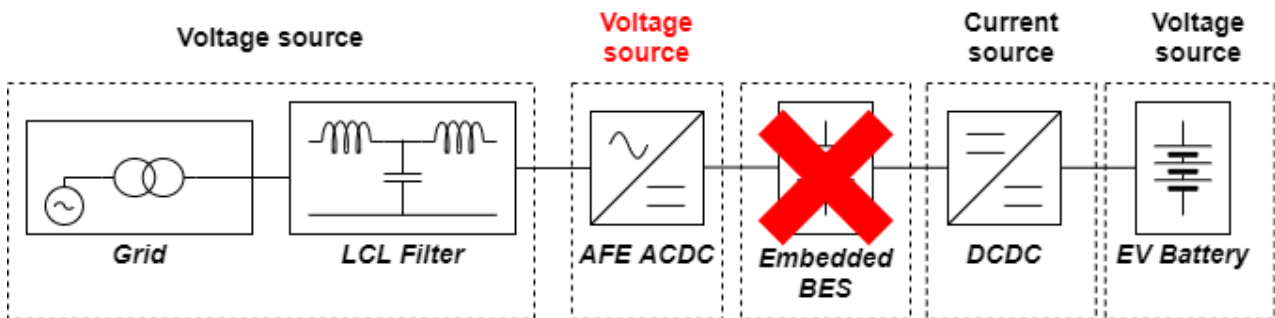 Voltage source
Voltage
source
Current
source
Voltage
source
Grid
LCL Filter
AFE ACDC
Embedded
BES
DCDC
EV Battery